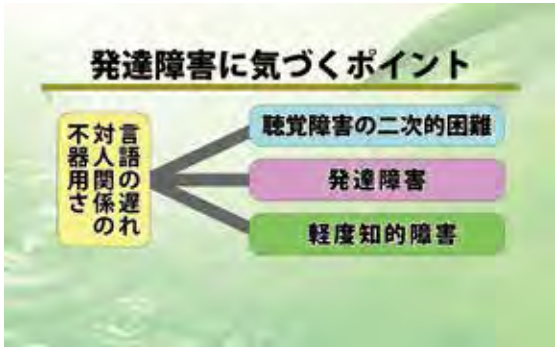 発達障害に気づくポイント
言語の遅れ
対人関係の
不器用さ
聴覚障害の二次的困難
発達障害
軽度知的障害